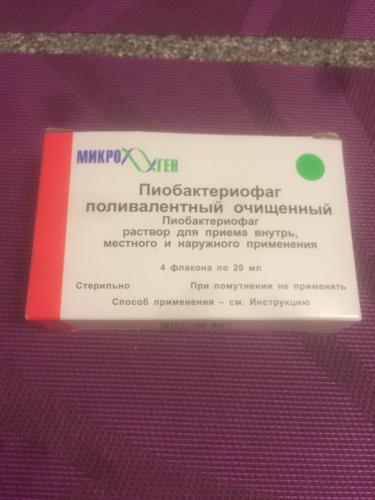 МИКРОГЕН
Пиобактериофаг
поливалентный очищенный
Пиобактериофаг
раствор для приема внутрь,
местного и наружного применения
4 флакона по 20 мл
Стерильно При помутнении не применять
Способ применения – см. Инструкцию